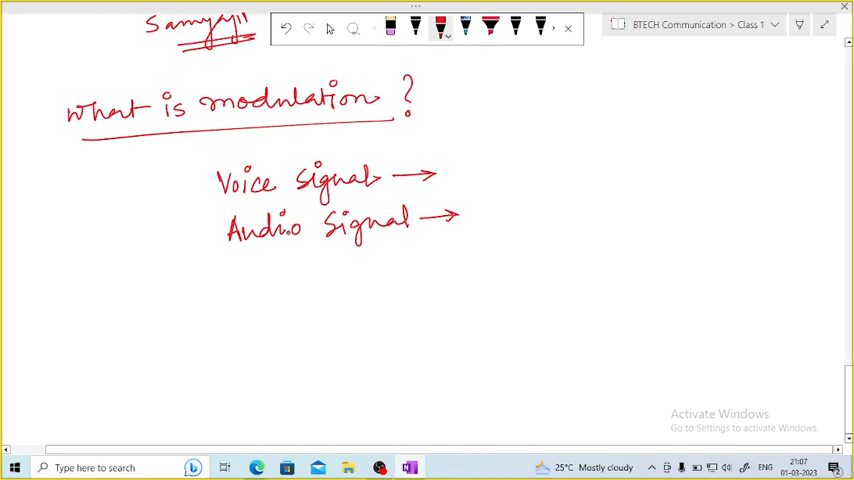 BTECH Communication > Class 1
What is modulation ?
Voice Signal →
Audio Signal →
Activate Windows
Go to Settings to activate Windows.
Type here to search
25°C Mostly cloudy
ENG
21:07
01-03-2023
2